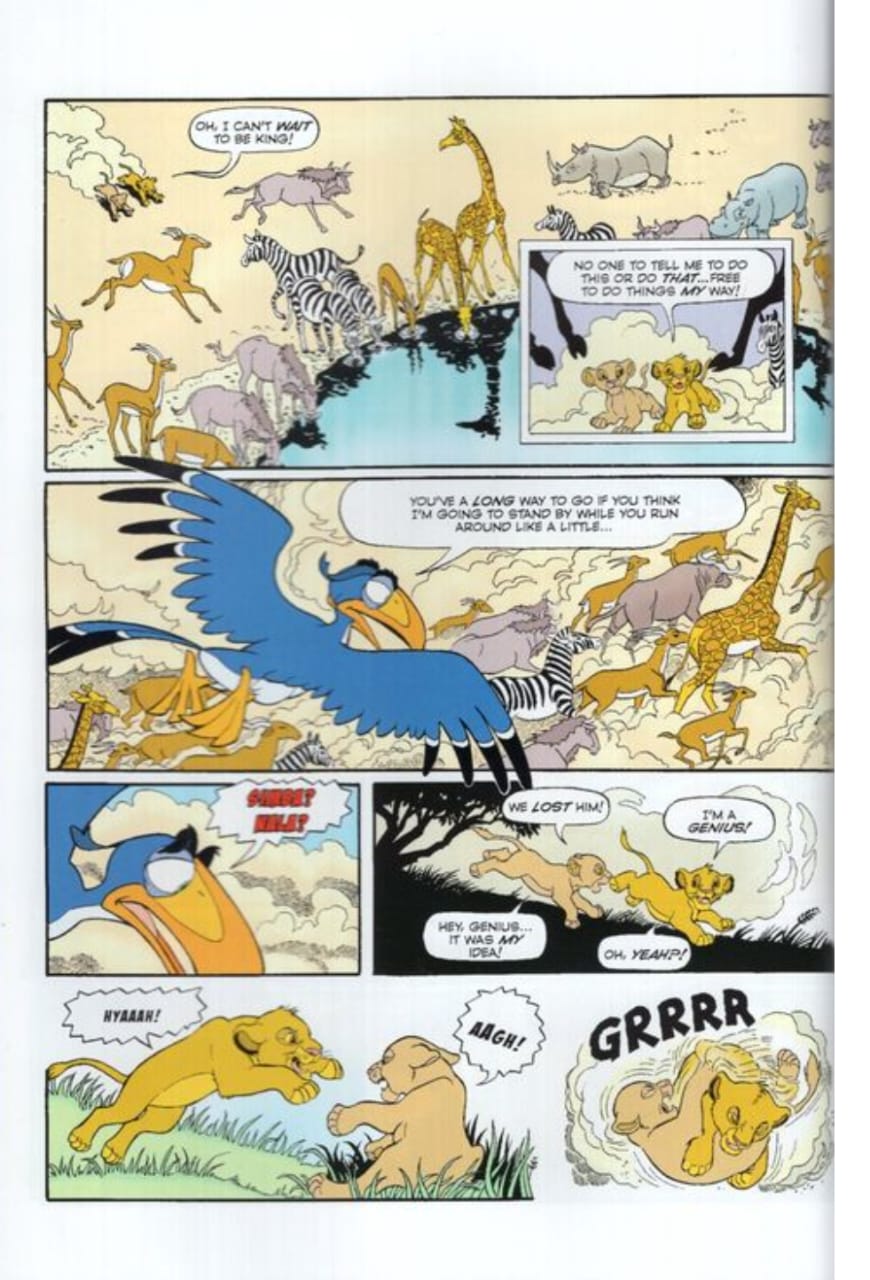 OH, I CAN'T WAIT
TO BE KING!
NO ONE TO TELL ME TO DO
THIS OR DO THAT...FREE
TO DO THINGS MY WAY!
YOU'VE A LONG WAY TO GO IF YOU THINK
I'M GOING TO STAND BY WHILE YOU RUN
AROUND LIKE A LITTLE...
SIMBA?
NALA?
WE LOST HIM!
I'M A
GENIUS!
HEY, GENIUS...
IT WAS MY
IDEA!
OH, YEAH?!
HYAAAH!
AAGH!
GRRRR